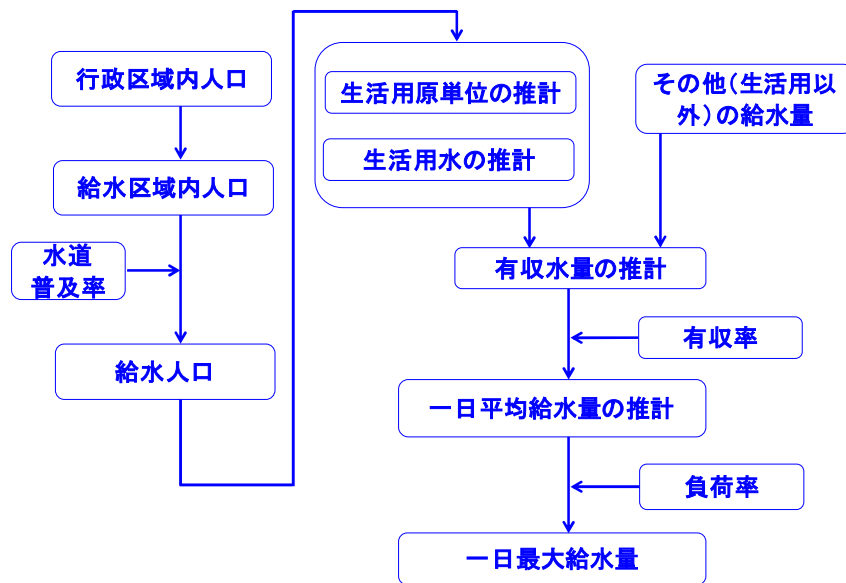 行政区域内人口
給水区域内人口
水道
普及率
給水人口
生活用原単位の推計
生活用水の推計
その他(生活用以
外)の給水量
有収水量の推計
有収率
一日平均給水量の推計
負荷率
一日最大給水量